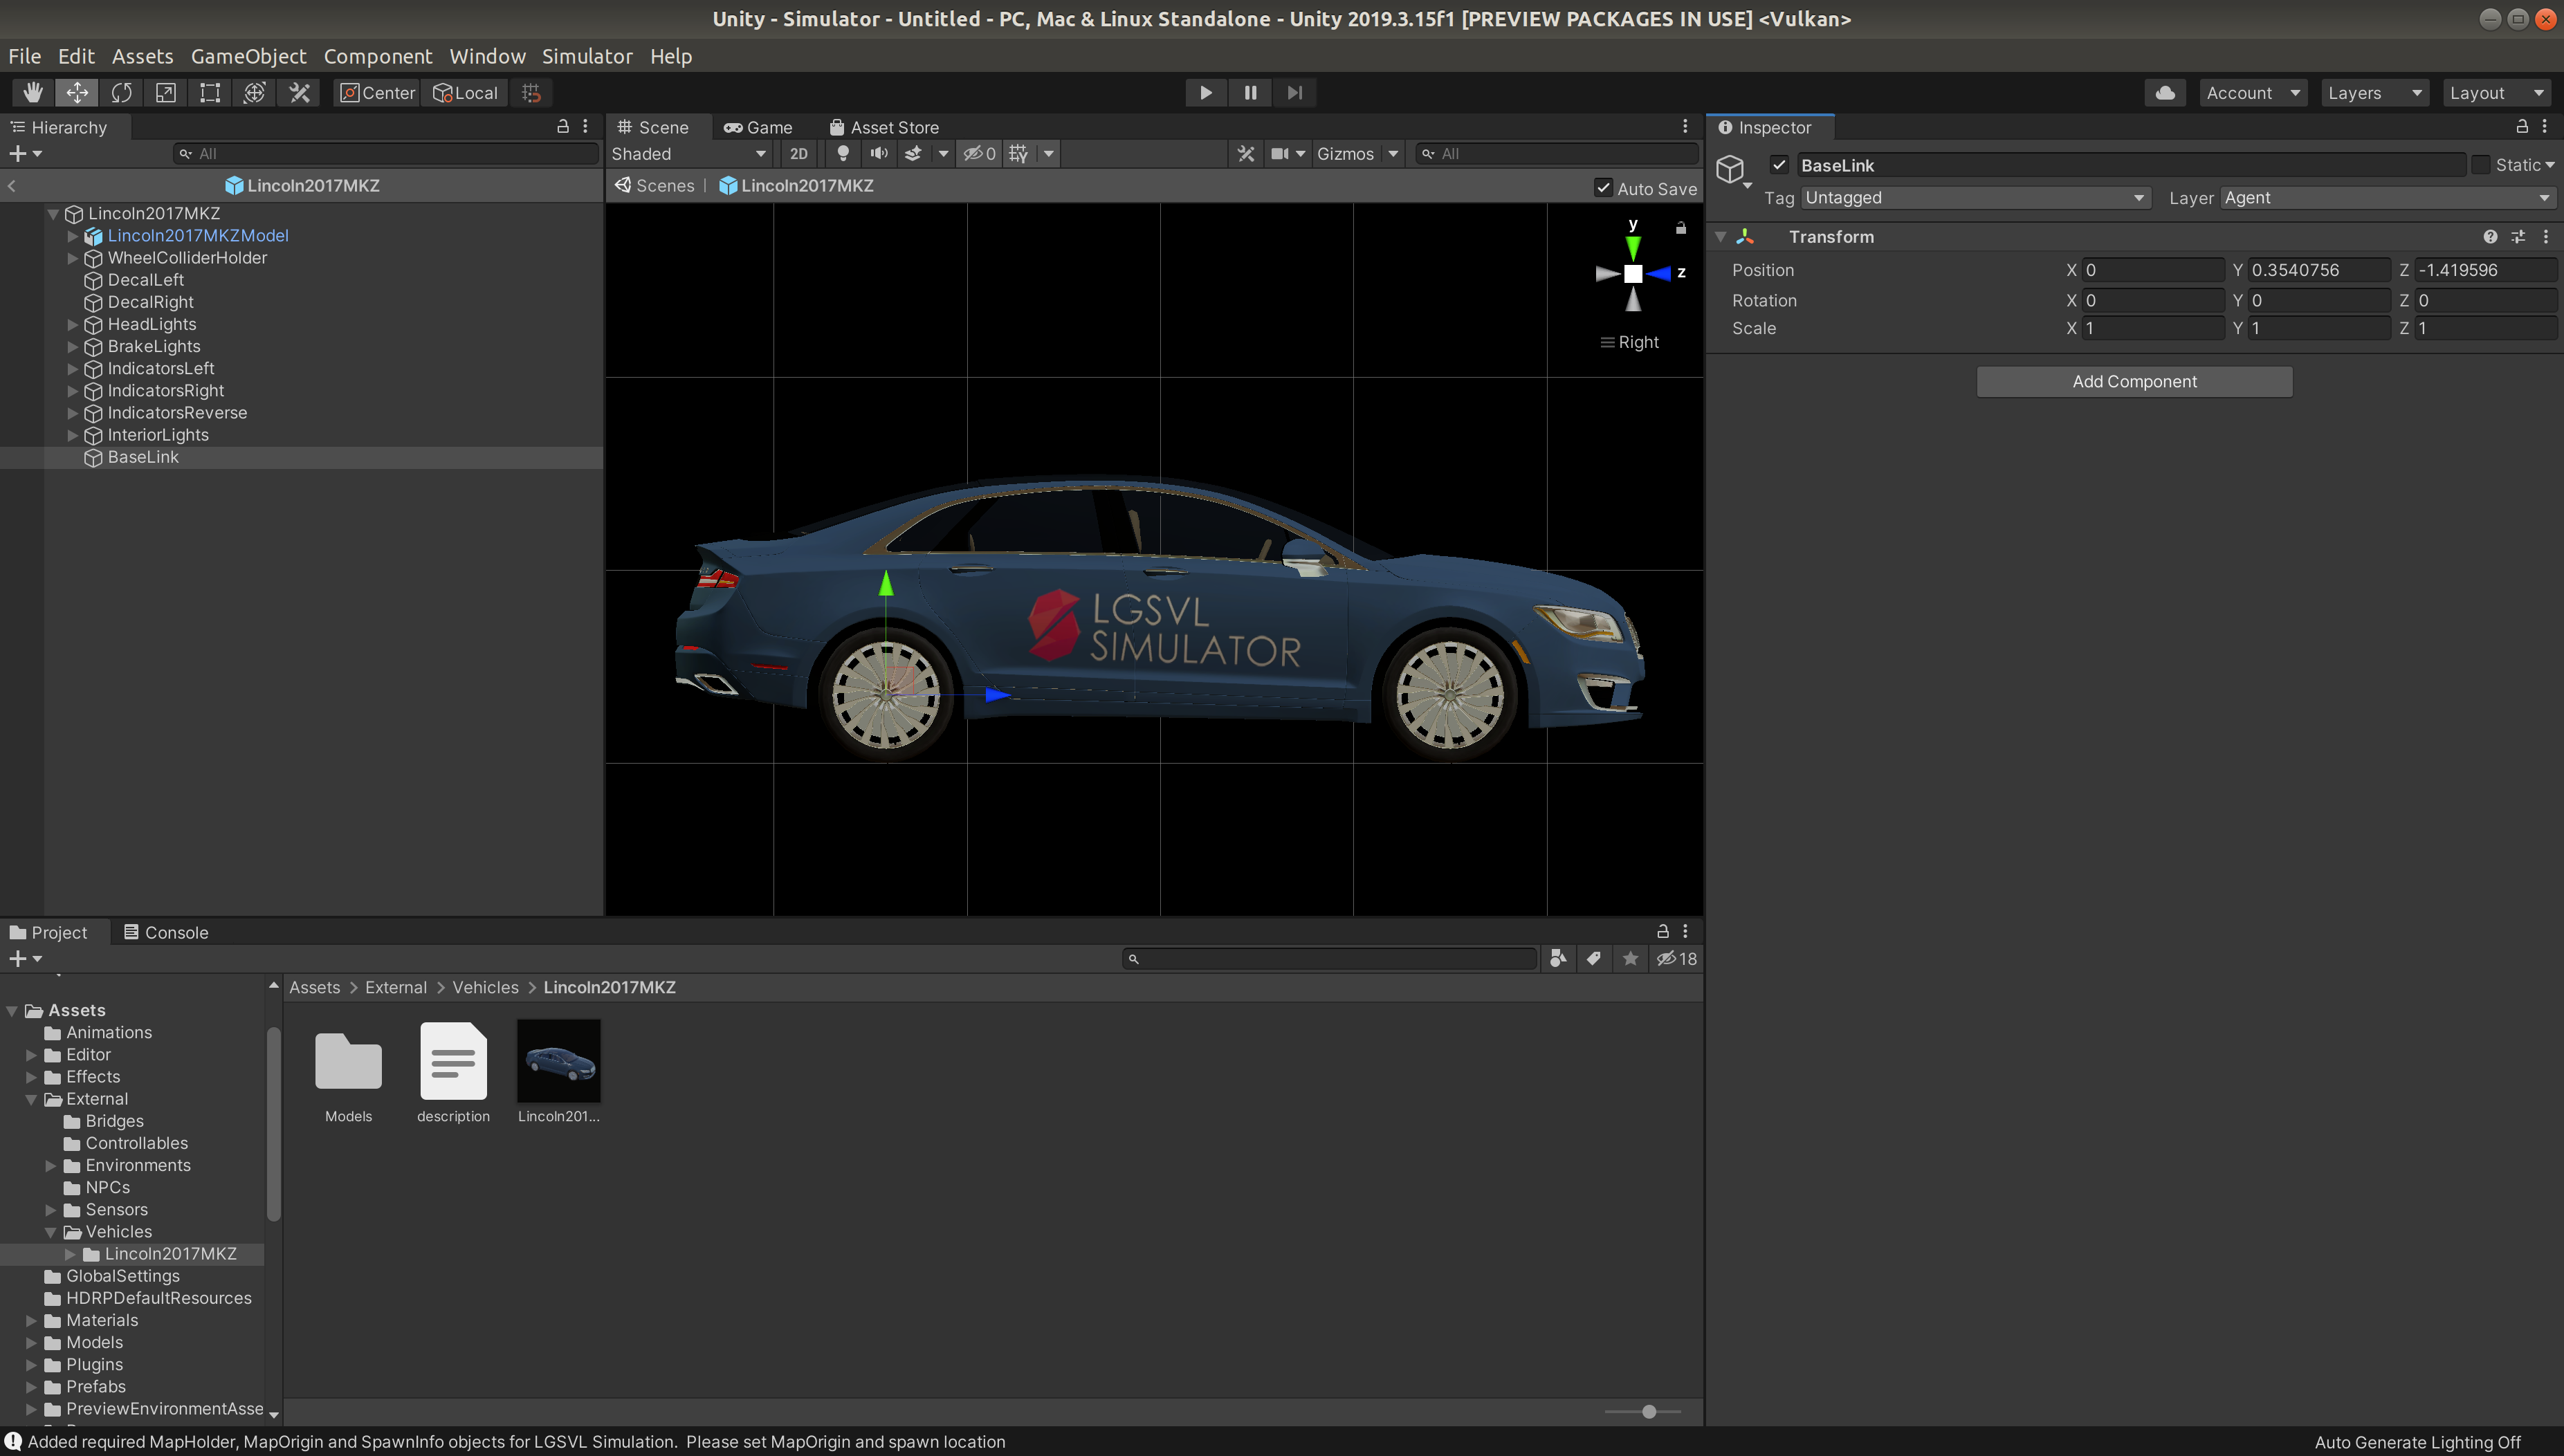 Unity - Simulator - Untitled - PC, Mac & Linux Standalone - Unity 2019.3.15f1 [PREVIEW PACKAGES IN USE] <Vulkan>
File Edit Assets GameObject Component Window Simulator Help
Center Local Account Layers Layout
Hierarchy
All
Lincoln2017MKZ
Lincoln2017MKZ
Lincoln2017MKZModel
WheelColliderHolder
DecalLeft
DecalRight
HeadLights
BrakeLights
IndicatorsLeft
IndicatorsRight
IndicatorsReverse
InteriorLights
BaseLink
Scene Game Asset Store
Shaded 2D 0 Gizmos All
Scenes | Lincoln2017MKZ Auto Save
y
z
Right
LGSVL
SIMULATOR
Inspector
BaseLink Static
Tag Untagged Layer Agent
Transform
Position X 0 Y 0.3540756 Z -1.419596
Rotation X 0 Y 0 Z 0
Scale X 1 Y 1 Z 1
Add Component
Project Console
18
Assets
Animations
Editor
Effects
External
Bridges
Controllables
Environments
NPCs
Sensors
Vehicles
Lincoln2017MKZ
GlobalSettings
HDRPDefaultResources
Materials
Models
Plugins
Prefabs
PreviewEnvironmentAsse
Assets > External > Vehicles > Lincoln2017MKZ
Models description Lincoln201...
Added required MapHolder, MapOrigin and SpawnInfo objects for LGSVL Simulation. Please set MapOrigin and spawn location
Auto Generate Lighting Off